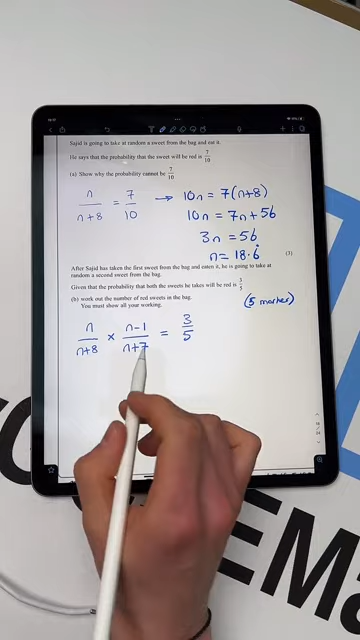 Sajid is going to take at random a sweet from the bag and eat it.
He says that the probability that the sweet will be red is 7/10
(a) Show why the probability cannot be 7/10
n/(n+8) = 7/10 → 10n = 7(n+8)
10n = 7n + 56
3n = 56
n = 18.6̇
(3)
After Sajid has taken the first sweet from the bag and eaten it, he is going to take at
random a second sweet from the bag.
Given that the probability that both the sweets he takes will be red is 3/5
(b) work out the number of red sweets in the bag.
You must show all your working.
(5 marker)
n/(n+8) × (n-1)/(n+7) = 3/5